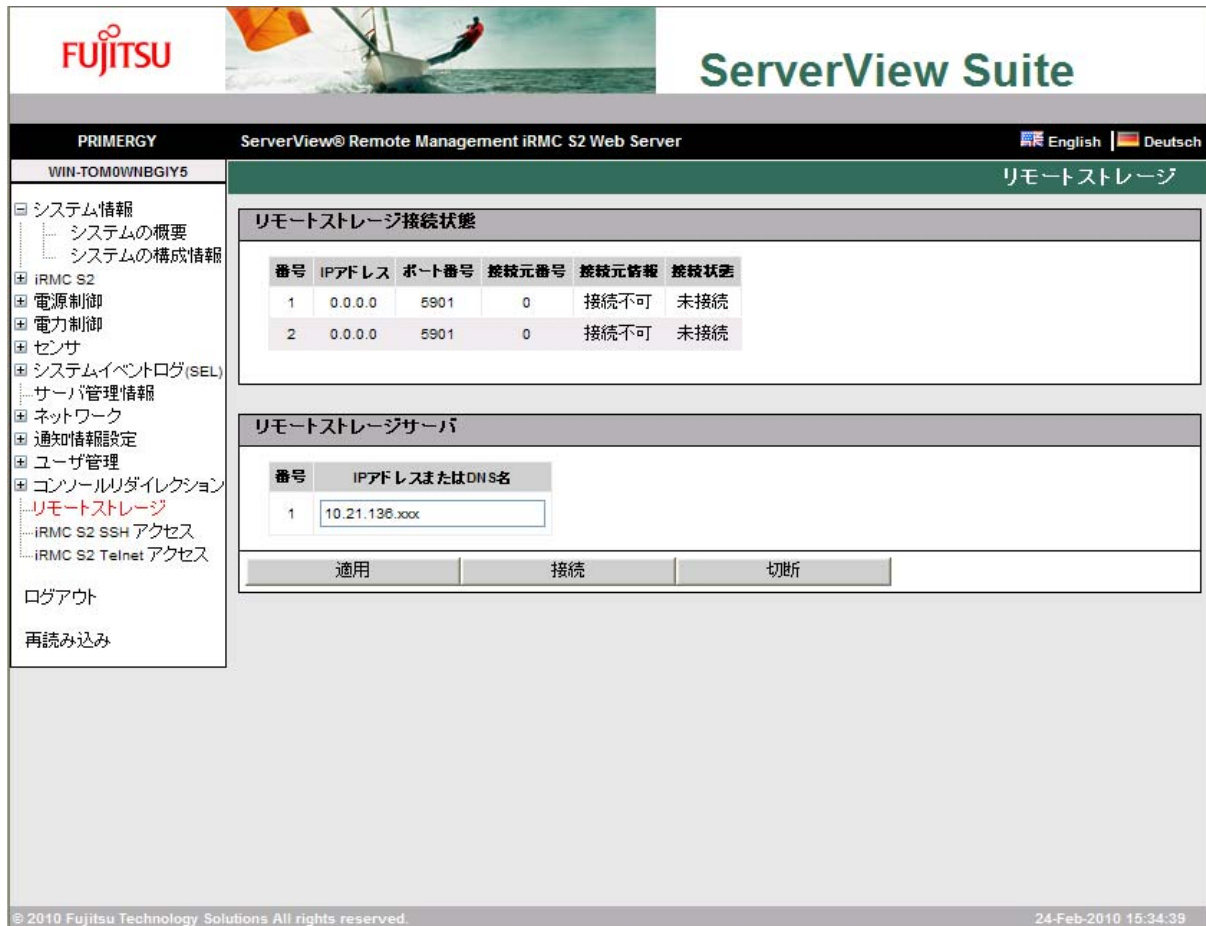 FUJITSU
ServerView Suite
PRIMERGY
ServerView® Remote Management iRMC S2 Web Server
English
Deutsch
WIN-TOM0WNBGIY5
リモートストレージ
システム情報
システムの概要
システムの構成情報
iRMC S2
電源制御
電力制御
センサ
システムイベントログ(SEL)
サーバ管理情報
ネットワーク
通知情報設定
ユーザ管理
コンソールリダイレクション
リモートストレージ
iRMC S2 SSH アクセス
iRMC S2 Telnet アクセス
ログアウト
再読み込み
リモートストレージ接続状態
番号 IPアドレス ポート番号 接続元番号 接続元情報 接続状態
1 0.0.0.0 5901 0 接続不可 未接続
2 0.0.0.0 5901 0 接続不可 未接続
リモートストレージサーバ
番号 IPアドレスまたはDNS名
1 10.21.136.xxx
適用 接続 切断
© 2010 Fujitsu Technology Solutions All rights reserved.
24-Feb-2010 15:34:39